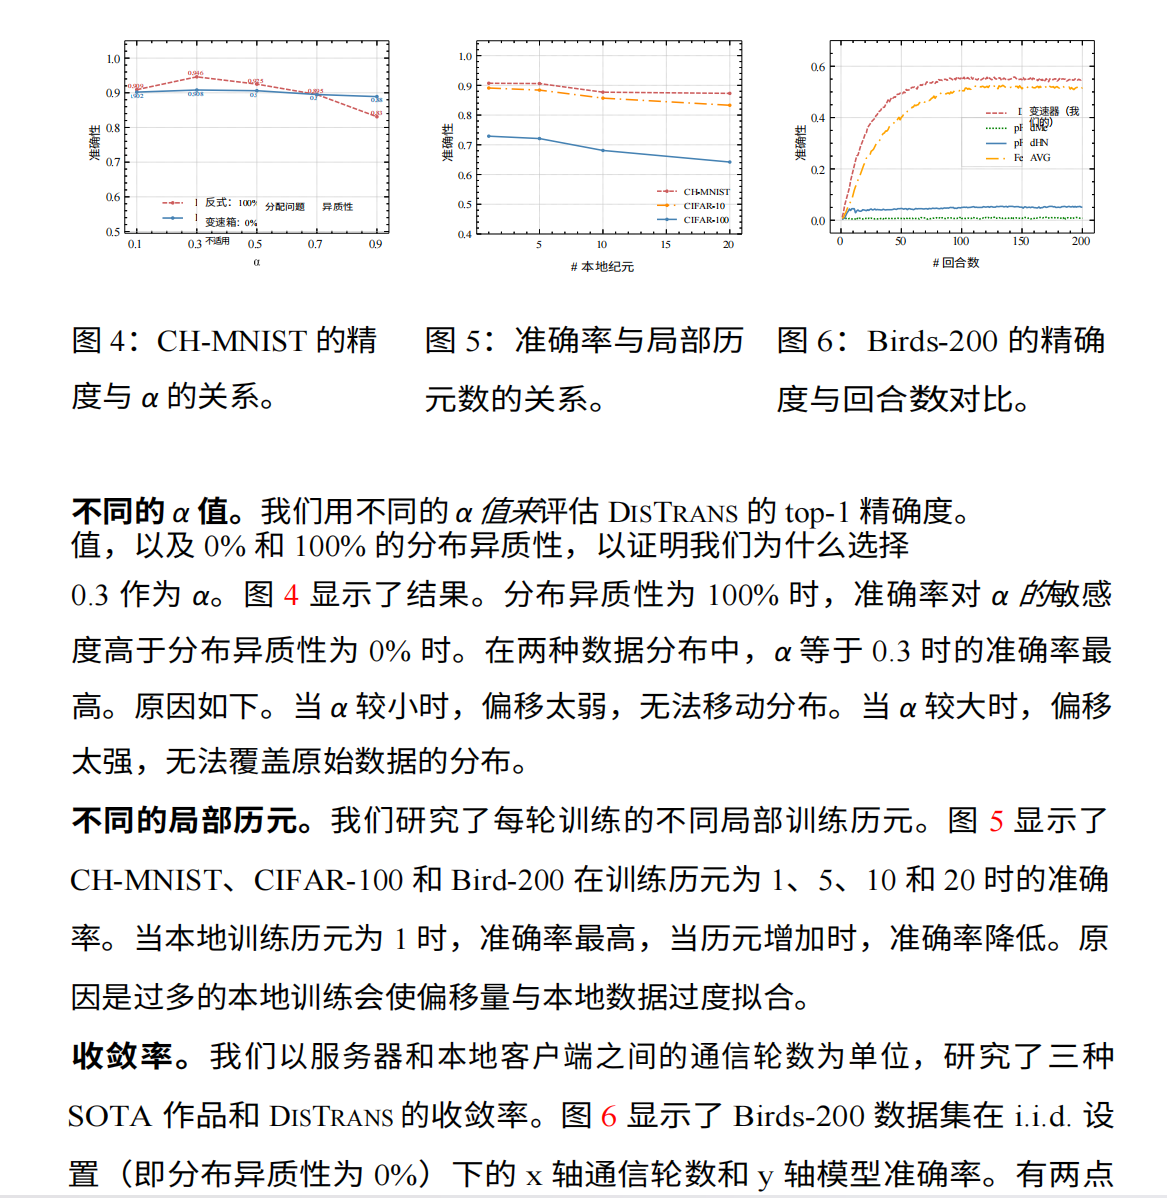 1.0
0.9
0.8
0.7
0.6
0.5
准确性
0.909
0.946
0.925
0.895
0.83
0.902
0.908
0.88
反式：100%
分配问题 异质性
变速箱：0%
不适用
0.1 0.3 0.5 0.7 0.9
α
1.0
0.9
0.8
0.7
0.6
0.5
0.4
准确性
CH-MNIST
CIFAR-10
CIFAR-100
5 10 15 20
# 本地纪元
0.6
0.4
0.2
0.0
准确性
变速器（我们的）
dHN
AVG
0 50 100 150 200
# 回合数
图 4：CH-MNIST 的精
度与 α 的关系。
图 5：准确率与局部历
元数的关系。
图 6：Birds-200 的精确
度与回合数对比。
不同的 α 值。我们用不同的 α 值来评估 DISTRANS 的 top-1 精确度。
值，以及 0% 和 100% 的分布异质性，以证明我们为什么选择
0.3 作为 α。图 4 显示了结果。分布异质性为 100% 时，准确率对 α 的敏感
度高于分布异质性为 0% 时。在两种数据分布中，α 等于 0.3 时的准确率最
高。原因如下。当 α 较小时，偏移太弱，无法移动分布。当 α 较大时，偏移
太强，无法覆盖原始数据的分布。
不同的局部历元。我们研究了每轮训练的不同局部训练历元。图 5 显示了
CH-MNIST、CIFAR-100 和 Bird-200 在训练历元为 1、5、10 和 20 时的准确
率。当本地训练历元为 1 时，准确率最高，当历元增加时，准确率降低。原
因是过多的本地训练会使偏移量与本地数据过度拟合。
收敛率。我们以服务器和本地客户端之间的通信轮数为单位，研究了三种
SOTA 作品和 DISTRANS 的收敛率。图 6 显示了 Birds-200 数据集在 i.i.d. 设
置（即分布异质性为 0%）下的 x 轴通信轮数和 y 轴模型准确率。有两点